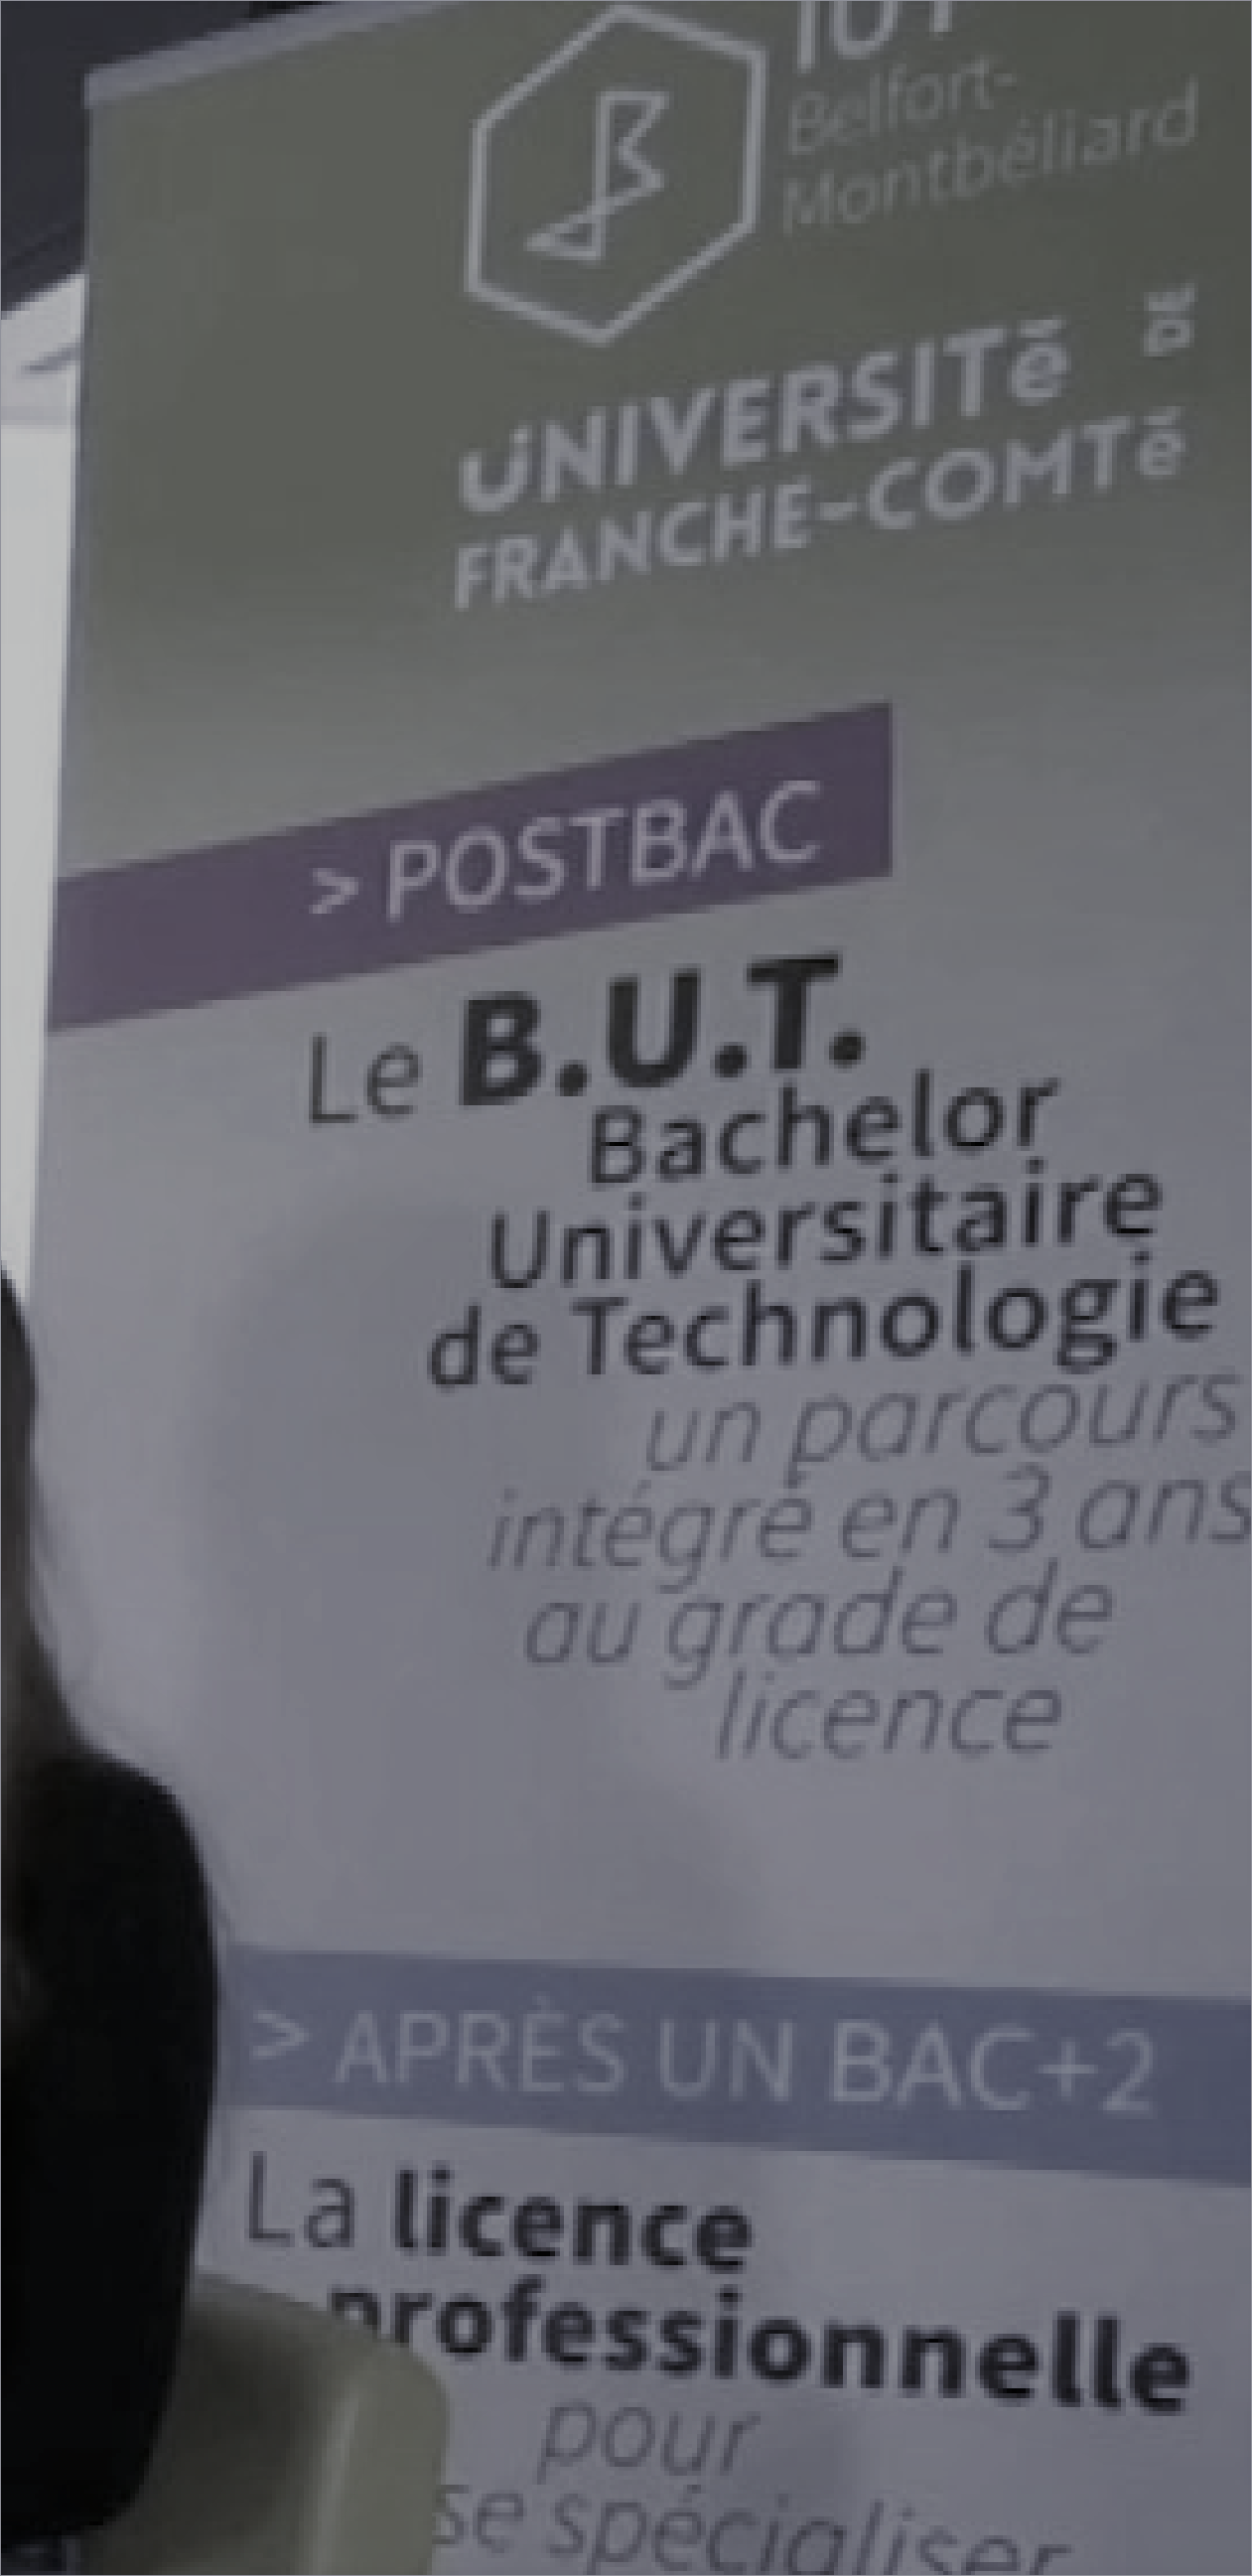 IUT
Belfort-
Montbéliard
UNIVERSITé DE
FRANCHE-COMTé
> POSTBAC
Le B.U.T.
Bachelor
Universitaire
de Technologie
un parcours
intégré en 3 ans
au grade de
licence
> APRÈS UN BAC+2
La licence
professionnelle
pour
se spécialiser